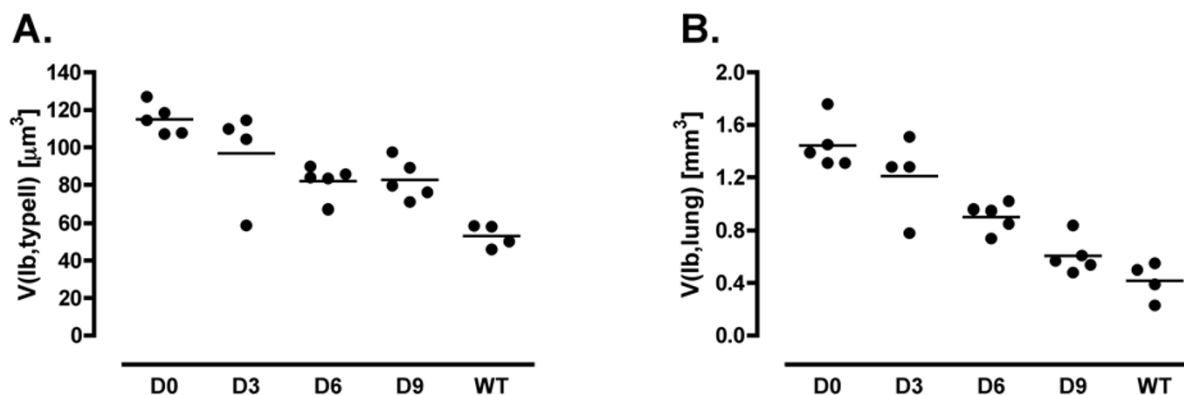 A.
V(lb,typeII) [µm³]
140
120
100
80
60
40
20
0
D0 D3 D6 D9 WT
B.
V(lb,lung) [mm³]
2.0
1.6
1.2
0.8
0.4
0.0
D0 D3 D6 D9 WT